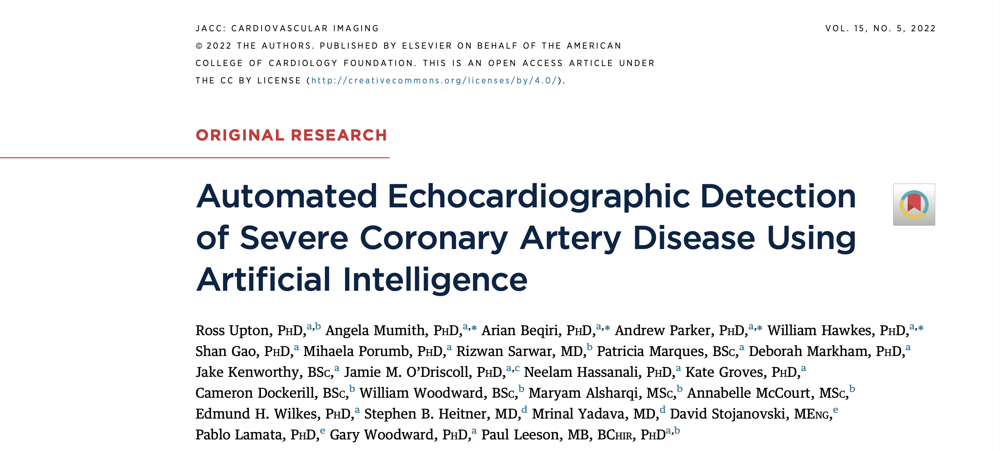 JACC: CARDIOVASCULAR IMAGING
VOL. 15, NO. 5, 2022
© 2022 THE AUTHORS. PUBLISHED BY ELSEVIER ON BEHALF OF THE AMERICAN
COLLEGE OF CARDIOLOGY FOUNDATION. THIS IS AN OPEN ACCESS ARTICLE UNDER
THE CC BY LICENSE (http://creativecommons.org/licenses/by/4.0/).
ORIGINAL RESEARCH
Automated Echocardiographic Detection
of Severe Coronary Artery Disease Using
Artificial Intelligence
Ross Upton, PhD,a,b Angela Mumith, PhD,a,* Arian Beqiri, PhD,a,* Andrew Parker, PhD,a,* William Hawkes, PhD,a,*
Shan Gao, PhD,a Mihaela Porumb, PhD,a Rizwan Sarwar, MD,b Patricia Marques, BSc,a Deborah Markham, PhD,a
Jake Kenworthy, BSc,a Jamie M. O’Driscoll, PhD,a,c Neelam Hassanali, PhD,a Kate Groves, PhD,a
Cameron Dockerill, BSc,b William Woodward, BSc,b Maryam Alsharqi, MSc,b Annabelle McCourt, MSc,b
Edmund H. Wilkes, PhD,a Stephen B. Heitner, MD,d Mrinal Yadava, MD,d David Stojanovski, MEng,e
Pablo Lamata, PhD,e Gary Woodward, PhD,a Paul Leeson, MB, BChir, PhDa,b